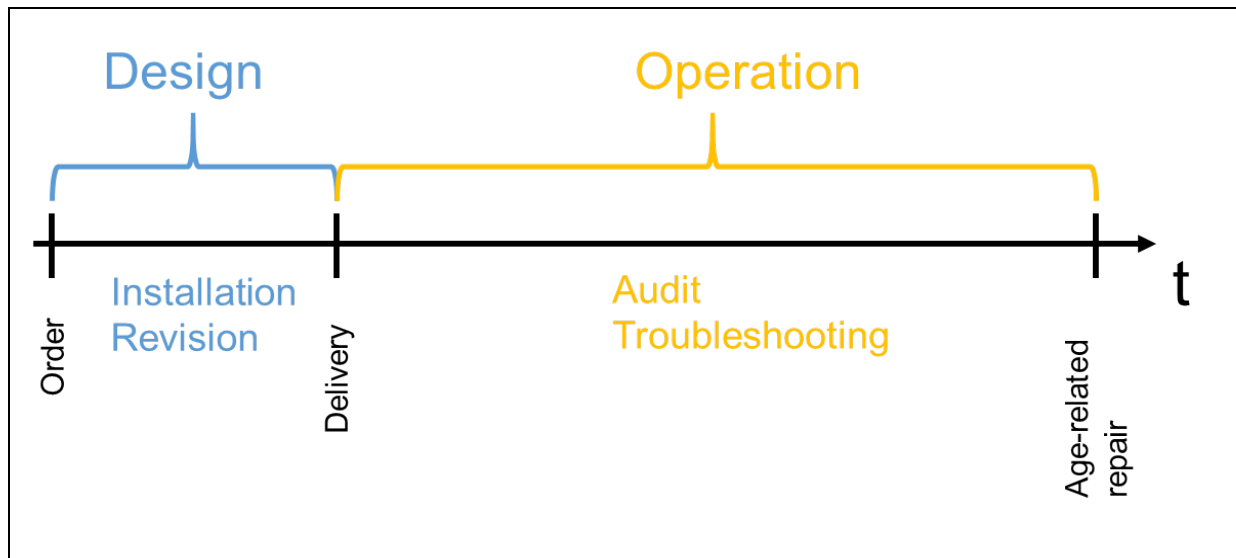 Design
Operation
Installation
Revision
Audit
Troubleshooting
t
Order
Delivery
Age-related
repair